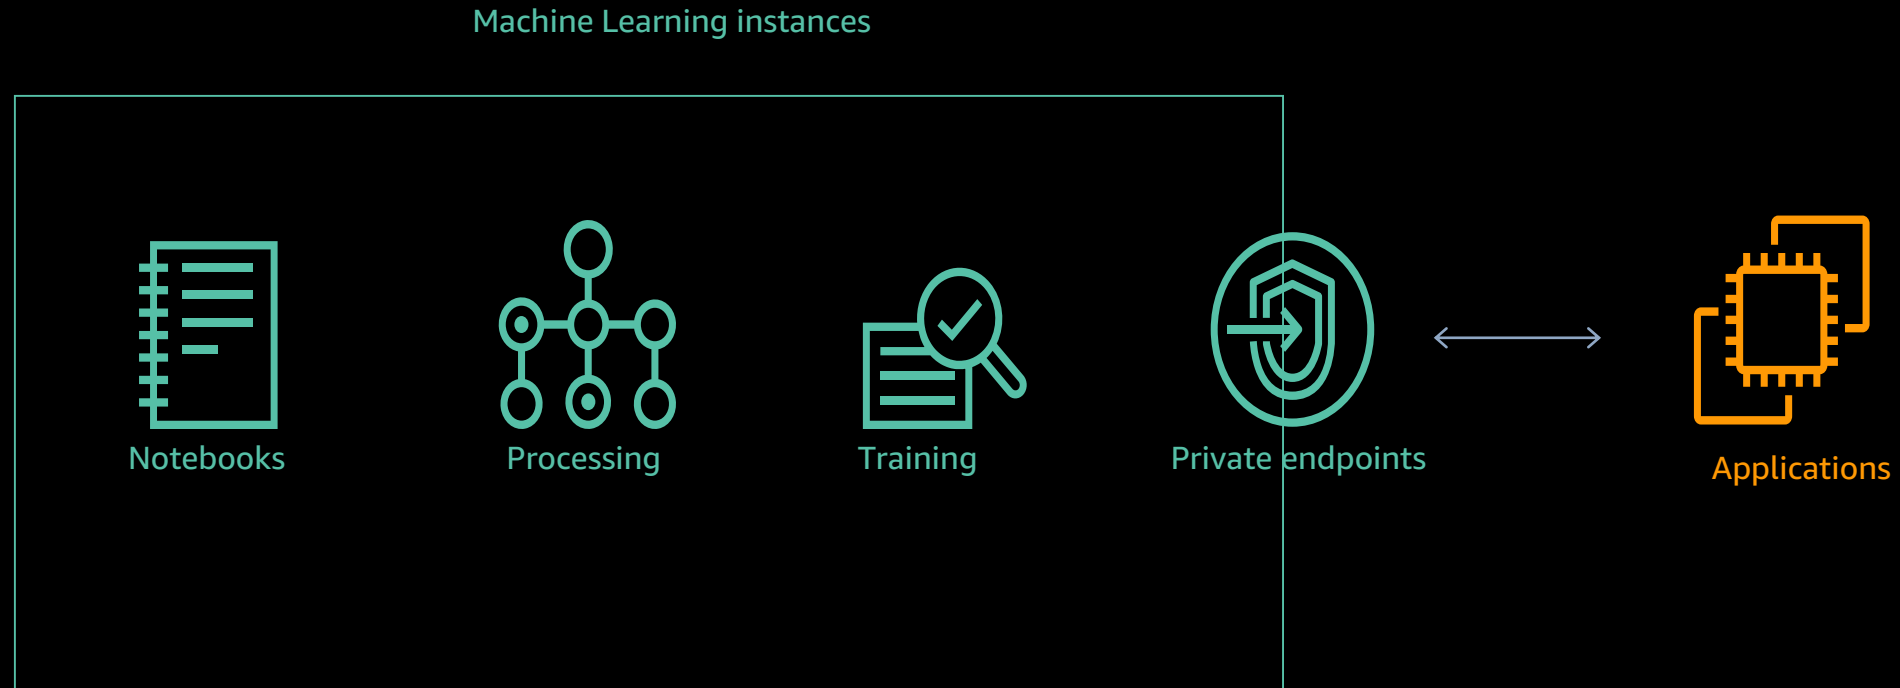 Machine Learning instances
Notebooks
Processing
Training
Private endpoints
Applications